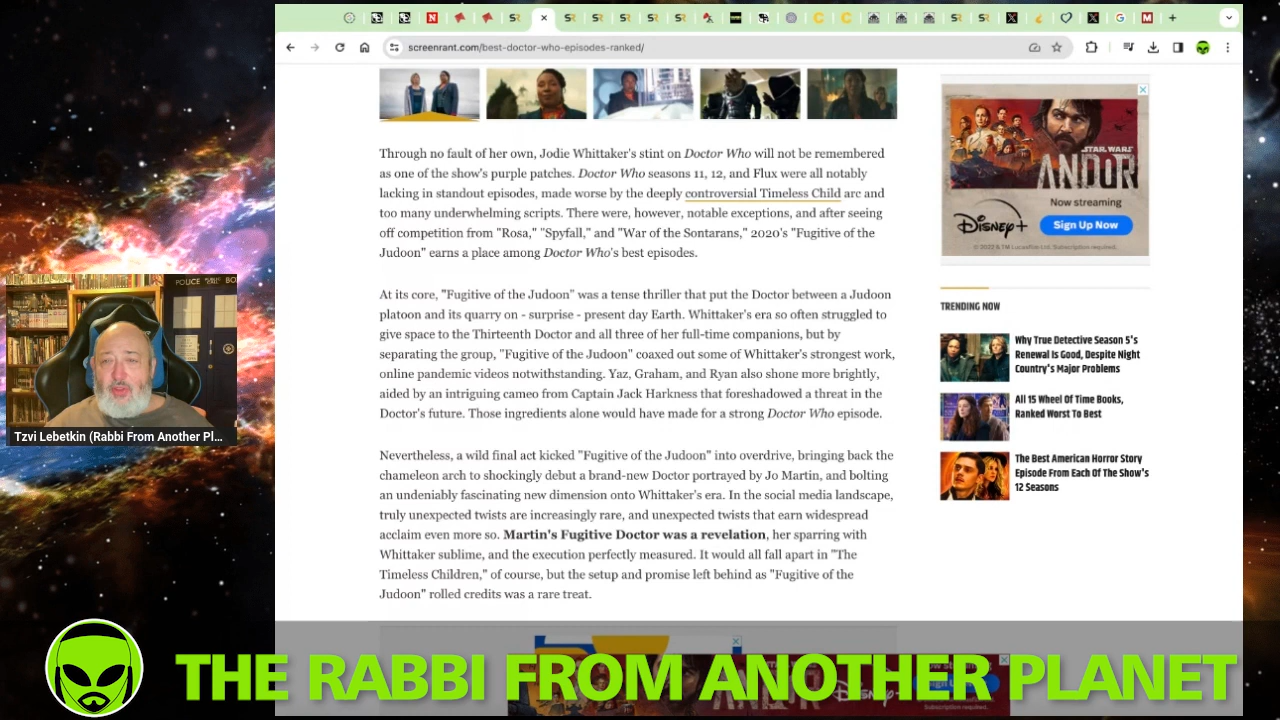 screenrant.com/best-doctor-who-episodes-ranked/
Through no fault of her own, Jodie Whittaker's stint on Doctor Who will not be remembered
as one of the show's purple patches. Doctor Who seasons 11, 12, and Flux were all notably
lacking in standout episodes, made worse by the deeply controversial Timeless Child arc and
too many underwhelming scripts. There were, however, notable exceptions, and after seeing
off competition from "Rosa," "Spyfall," and "War of the Sontarans," 2020's "Fugitive of the
Judoon" earns a place among Doctor Who's best episodes.
At its core, "Fugitive of the Judoon" was a tense thriller that put the Doctor between a Judoon
platoon and its quarry on - surprise - present day Earth. Whittaker's era so often struggled to
give space to the Thirteenth Doctor and all three of her full-time companions, but by
separating the group, "Fugitive of the Judoon" coaxed out some of Whittaker's strongest work,
online pandemic videos notwithstanding. Yaz, Graham, and Ryan also shone more brightly,
aided by an intriguing cameo from Captain Jack Harkness that foreshadowed a threat in the
Doctor's future. Those ingredients alone would have made for a strong Doctor Who episode.
Nevertheless, a wild final act kicked "Fugitive of the Judoon" into overdrive, bringing back the
chameleon arch to shockingly debut a brand-new Doctor portrayed by Jo Martin, and bolting
an undeniably fascinating new dimension onto Whittaker's era. In the social media landscape,
truly unexpected twists are increasingly rare, and unexpected twists that earn widespread
acclaim even more so. Martin's Fugitive Doctor was a revelation, her sparring with
Whittaker sublime, and the execution perfectly measured. It would all fall apart in "The
Timeless Children," of course, but the setup and promise left behind as "Fugitive of the
Judoon" rolled credits was a rare treat.
STAR WARS
ANDOR
Now streaming
Disney+
Sign Up Now
© 2022 & TM Lucasfilm Ltd. Subscription required.
TRENDING NOW
Why True Detective Season 5's
Renewal Is Good, Despite Night
Country's Major Problems
All 15 Wheel Of Time Books,
Ranked Worst To Best
The Best American Horror Story
Episode From Each Of The Show's
12 Seasons
POLICE
BO
Tzvi Lebetkin (Rabbi From Another Pl...
THE RABBI FROM ANOTHER PLANET